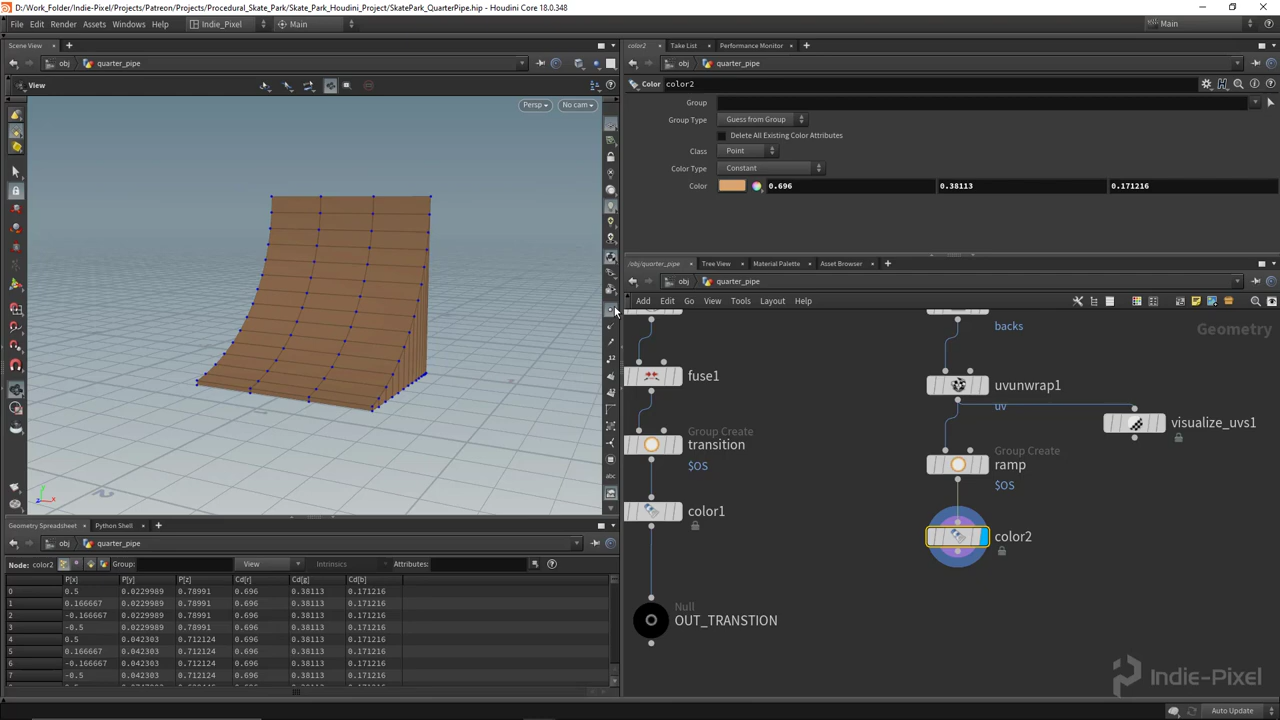 D:/Work_Folder/Indie-Pixel/Projects/Patreon/Projects/Procedural_Skate_Park/Skate_Park_Houdini_Project/SkatePark_QuarterPipe.hip - Houdini Core 18.0.348
File Edit Render Assets Windows Help Indie_Pixel Main Main
Scene View
obj quarter_pipe
View
Persp No cam
color2 Take List Performance Monitor
obj quarter_pipe
Color color2
Group
Group Type Guess from Group
Delete All Existing Color Attributes
Class Point
Color Type Constant
Color 0.696 0.38113 0.171216
/obj/quarter_pipe Tree View Material Palette Asset Browser
obj quarter_pipe
Add Edit Go View Tools Layout Help
Geometry
backs
fuse1
uvunwrap1
uv
visualize_uvs1
Group Create
transition
$OS
Group Create
ramp
$OS
color1
color2
Null
OUT_TRANSTION
Indie-Pixel
Geometry Spreadsheet Python Shell
obj quarter_pipe
Node: color2 Group: View Intrinsics Attributes:
P[x] P[y] P[z] Cd[r] Cd[g] Cd[b]
0 0.5 0.0229989 0.78991 0.696 0.38113 0.171216
1 0.166667 0.0229989 0.78991 0.696 0.38113 0.171216
2 -0.166667 0.0229989 0.78991 0.696 0.38113 0.171216
3 -0.5 0.0229989 0.78991 0.696 0.38113 0.171216
4 0.5 0.042303 0.712124 0.696 0.38113 0.171216
5 0.166667 0.042303 0.712124 0.696 0.38113 0.171216
6 -0.166667 0.042303 0.712124 0.696 0.38113 0.171216
7 -0.5 0.042303 0.712124 0.696 0.38113 0.171216
Auto Update